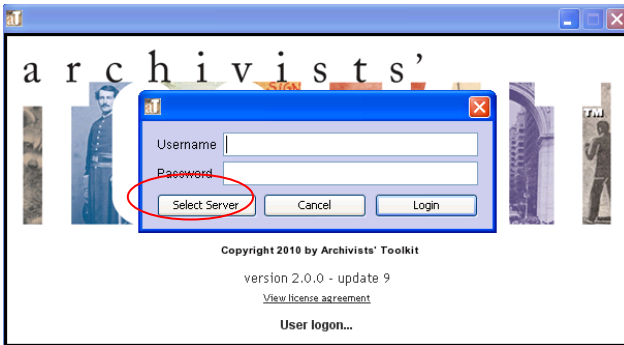 aT
archivists'
TM
aT
Username
Password
Select Server Cancel Login
Copyright 2010 by Archivists' Toolkit
version 2.0.0 - update 9
View license agreement
User logon...